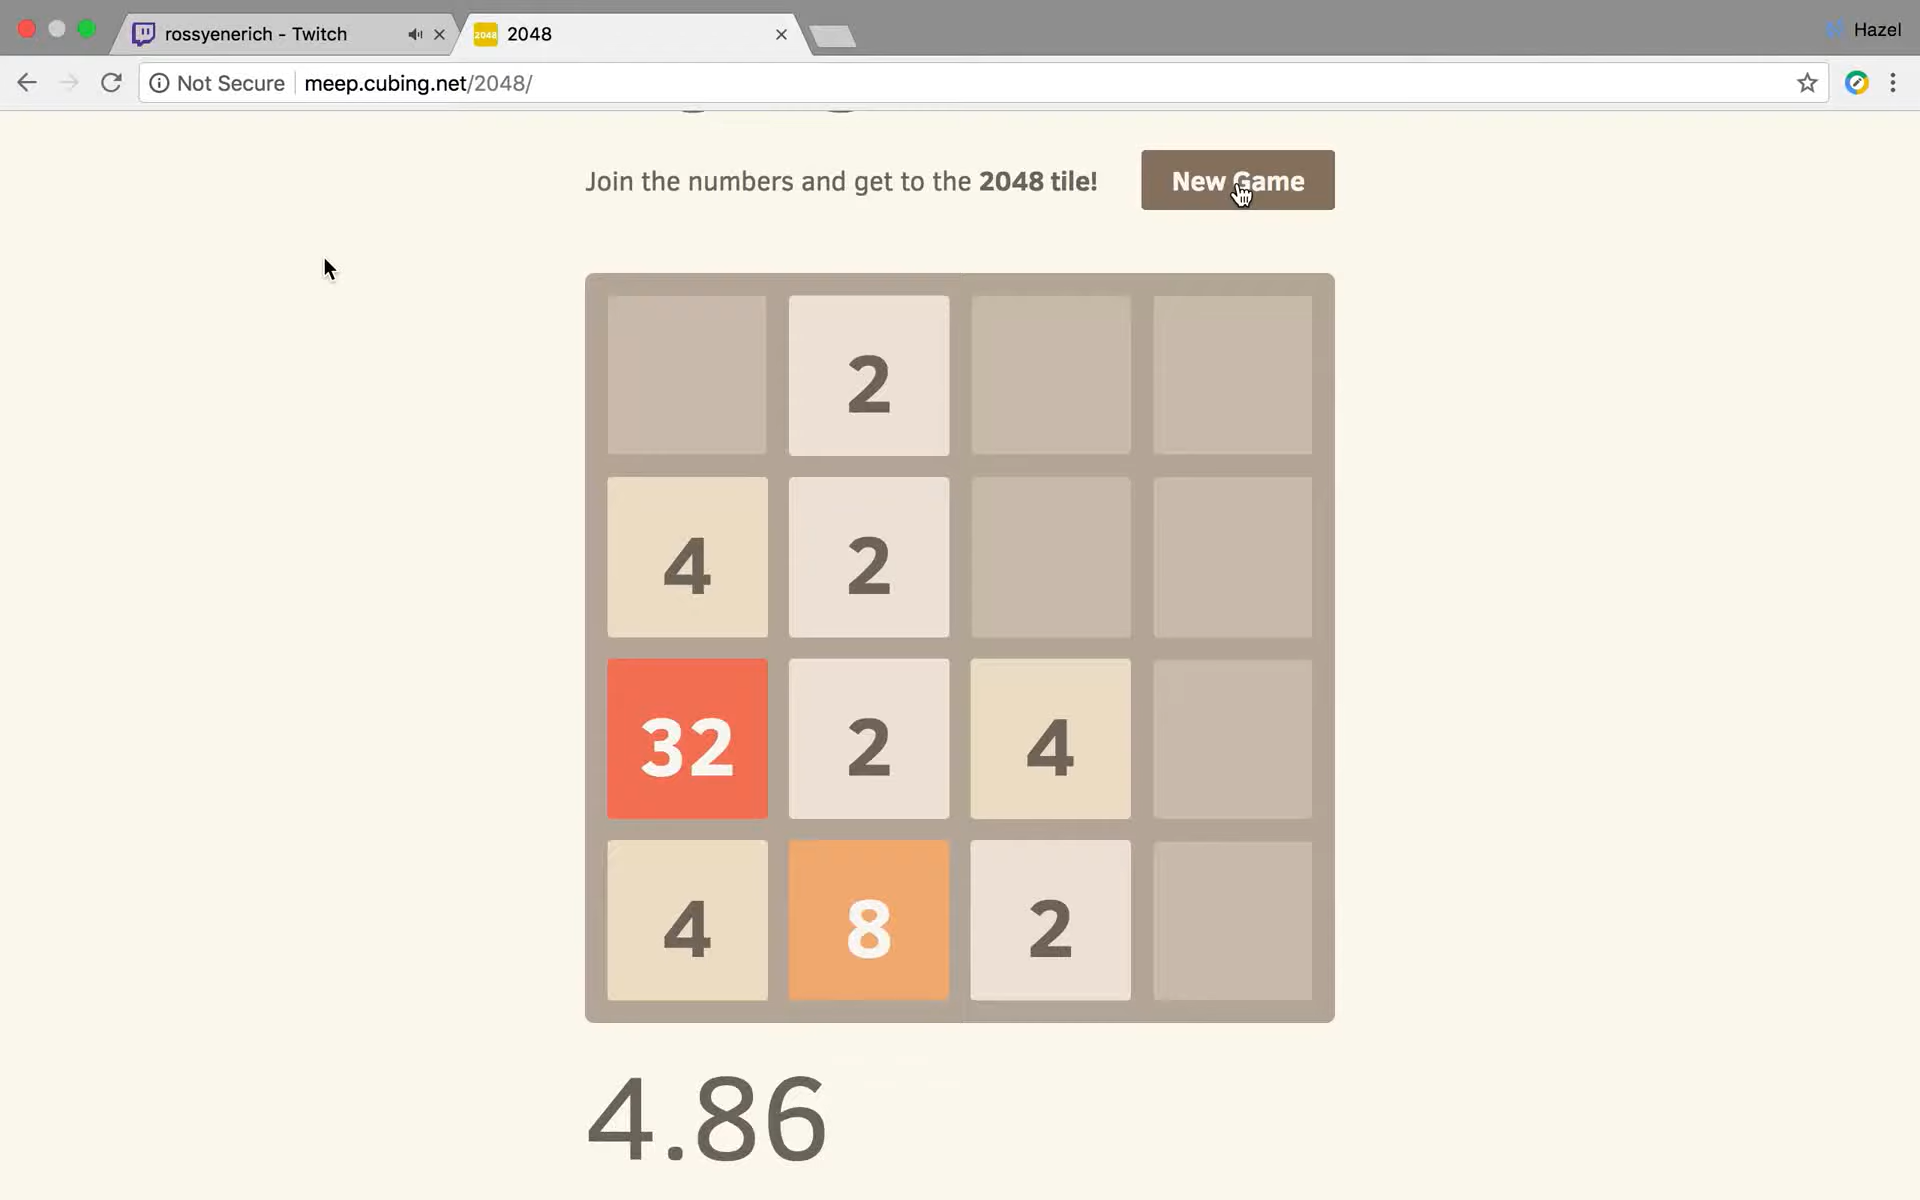 rossyenerich - Twitch
2048
2048
Hazel
Not Secure
meep.cubing.net/2048/
Join the numbers and get to the 2048 tile!
New Game
2
4 2
32 2 4
4 8 2
4.86